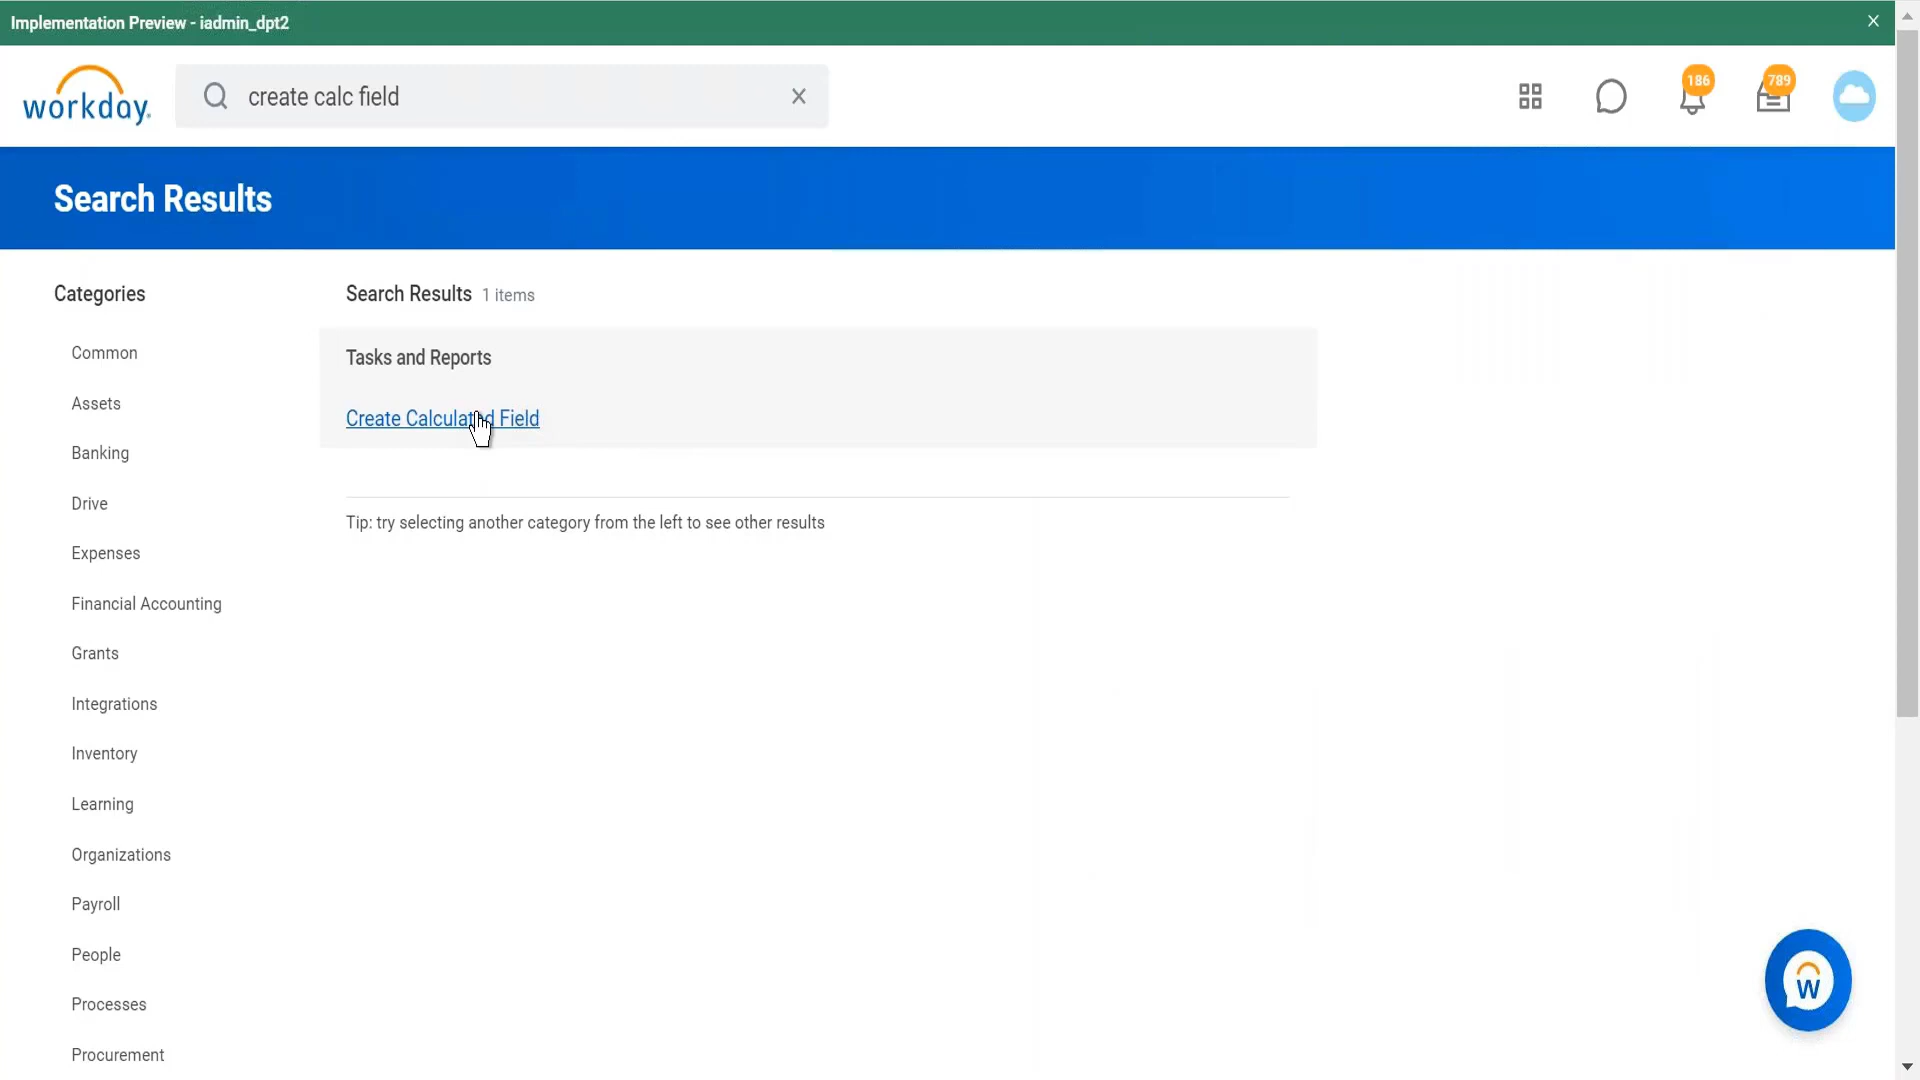 Implementation Preview - iadmin_dpt2
workday.
create calc field
186
789
Search Results
Categories
Common
Assets
Banking
Drive
Expenses
Financial Accounting
Grants
Integrations
Inventory
Learning
Organizations
Payroll
People
Processes
Procurement
Search Results 1 items
Tasks and Reports
Create Calculated Field
Tip: try selecting another category from the left to see other results
W